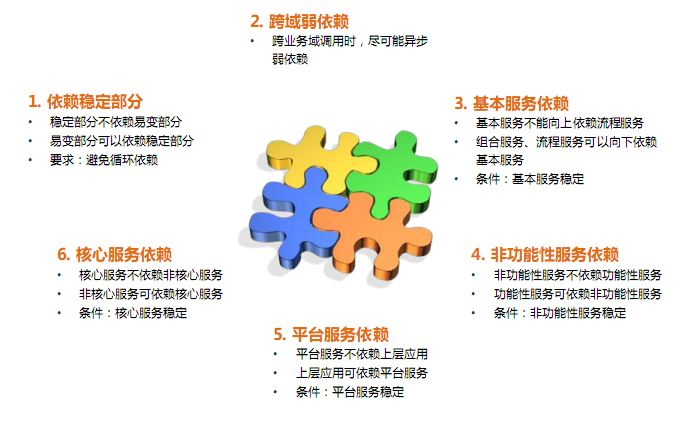 2. 跨域弱依赖
• 跨业务域调用时，尽可能异步
弱依赖
1. 依赖稳定部分
• 稳定部分不依赖易变部分
• 易变部分可以依赖稳定部分
• 要求：避免循环依赖
3. 基本服务依赖
• 基本服务不能向上依赖流程服务
• 组合服务、流程服务可以向下依赖
基本服务
• 条件：基本服务稳定
6. 核心服务依赖
• 核心服务不依赖非核心服务
• 非核心服务可依赖核心服务
• 条件：核心服务稳定
4. 非功能性服务依赖
• 非功能性服务不依赖功能性服务
• 功能性服务可依赖非功能性服务
• 条件：非功能性服务稳定
5. 平台服务依赖
• 平台服务不依赖上层应用
• 上层应用可依赖平台服务
• 条件：平台服务稳定